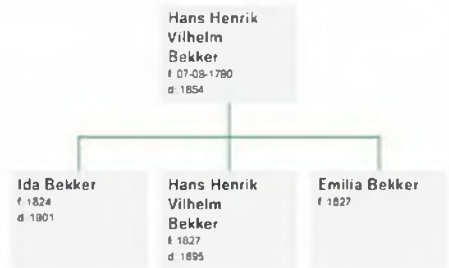 Hans Henrik
Vilhelm
Bekker
f: 07-08-1790
d: 1854
Ida Bekker
f: 1824
d: 1901
Hans Henrik
Vilhelm
Bekker
f: 1827
d: 1895
Emilia Bekker
f: 1827